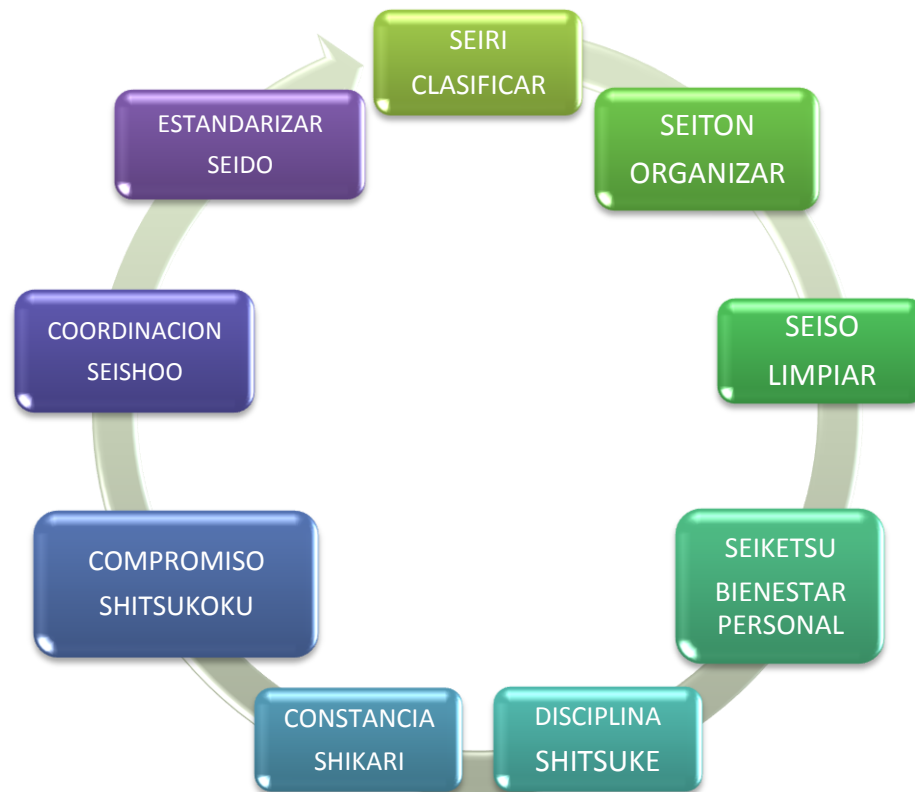 SEIRI
CLASIFICAR
SEITON
ORGANIZAR
SEISO
LIMPIAR
SEIKETSU
BIENESTAR
PERSONAL
DISCIPLINA
SHITSUKE
CONSTANCIA
SHIKARI
COMPROMISO
SHITSUKOKU
COORDINACION
SEISHOO
ESTANDARIZAR
SEIDO